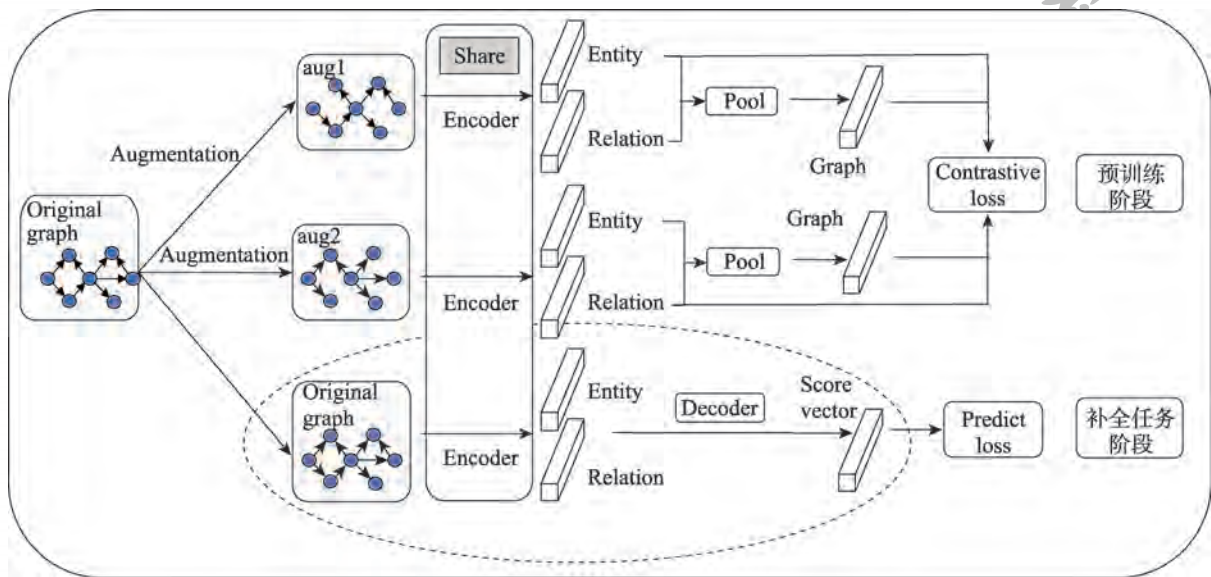 Share
aug1
Entity
Pool
Encoder
Relation
Graph
Augmentation
Contrastive
loss
预训练
阶段
Original
graph
Augmentation
aug2
Entity
Graph
Pool
Encoder
Relation
Original
graph
Entity
Decoder
Score
vector
Encoder
Relation
Predict
loss
补全任务
阶段